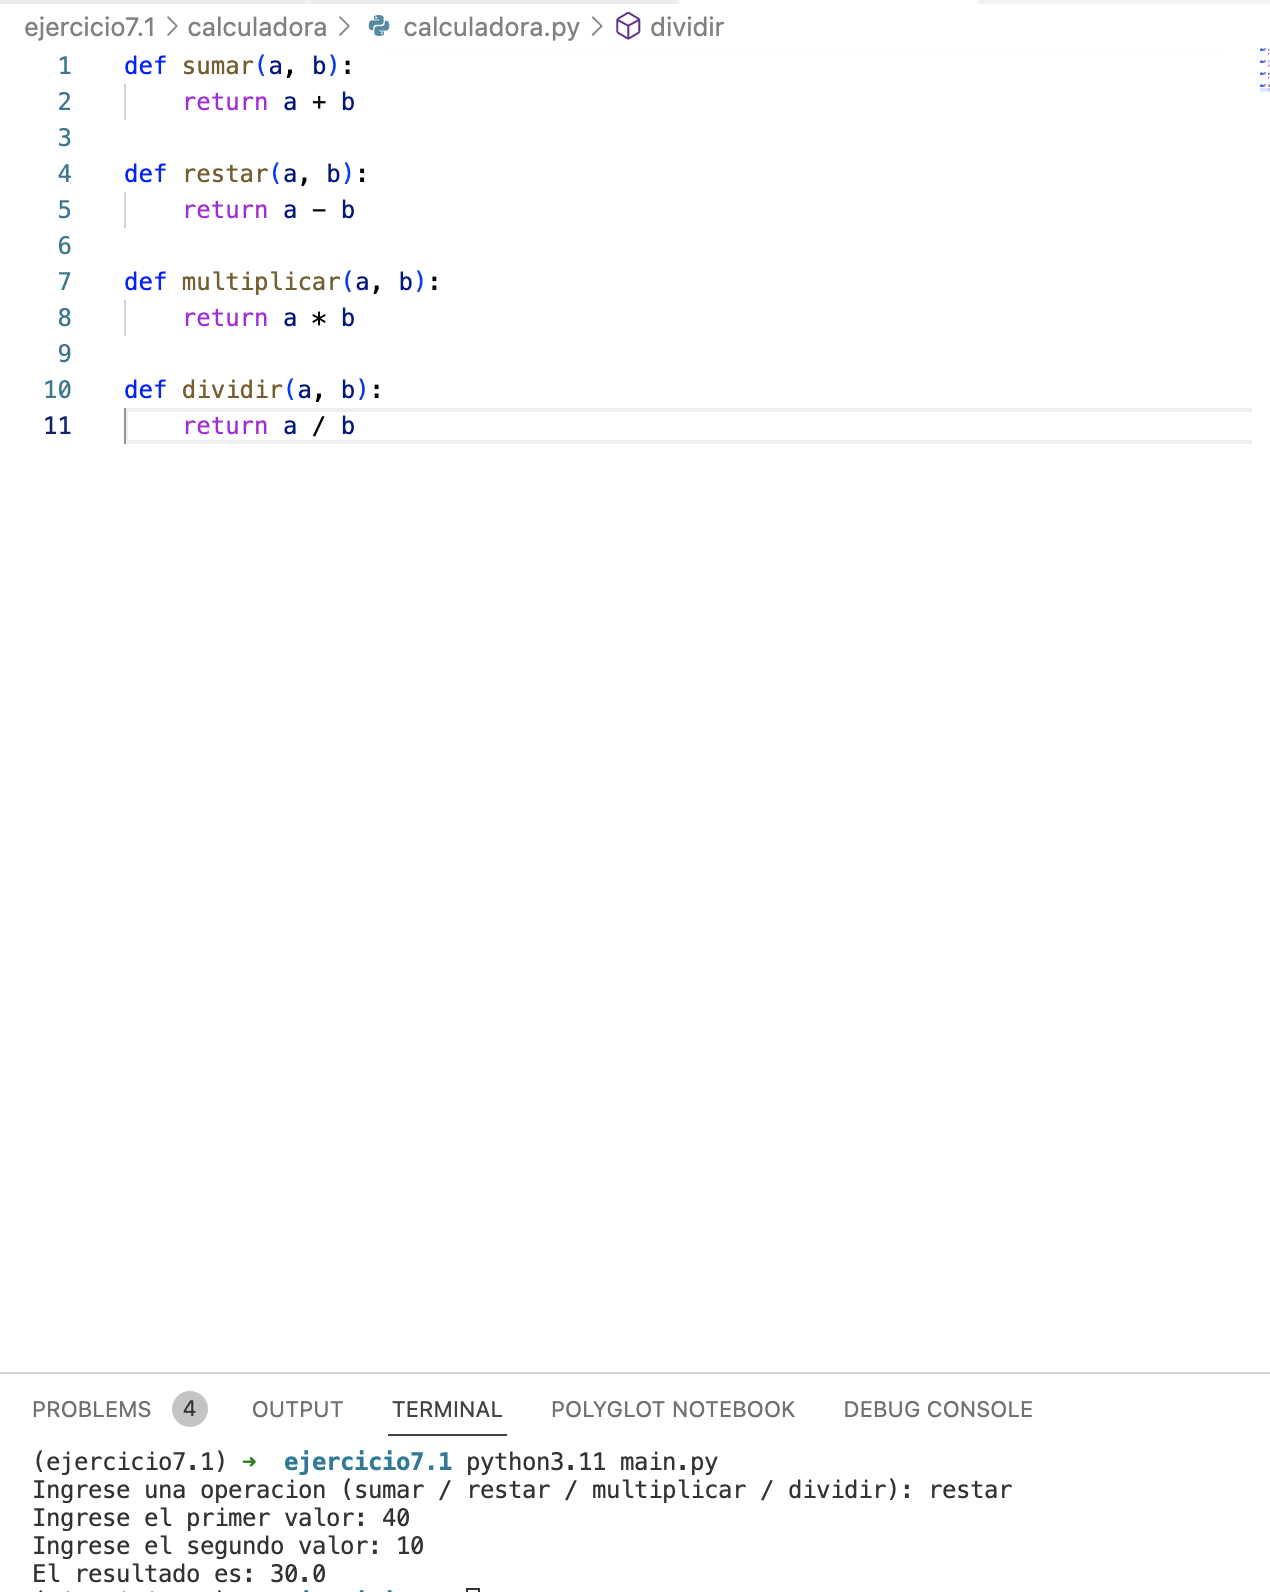 ejercicio7.1 > calculadora > calculadora.py > dividir
1 def sumar(a, b):
2 return a + b
3
4 def restar(a, b):
5 return a - b
6
7 def multiplicar(a, b):
8 return a * b
9
10 def dividir(a, b):
11 return a / b
PROBLEMS 4 OUTPUT TERMINAL POLYGLOT NOTEBOOK DEBUG CONSOLE
(ejercicio7.1) → ejercicio7.1 python3.11 main.py
Ingrese una operacion (sumar / restar / multiplicar / dividir): restar
Ingrese el primer valor: 40
Ingrese el segundo valor: 10
El resultado es: 30.0